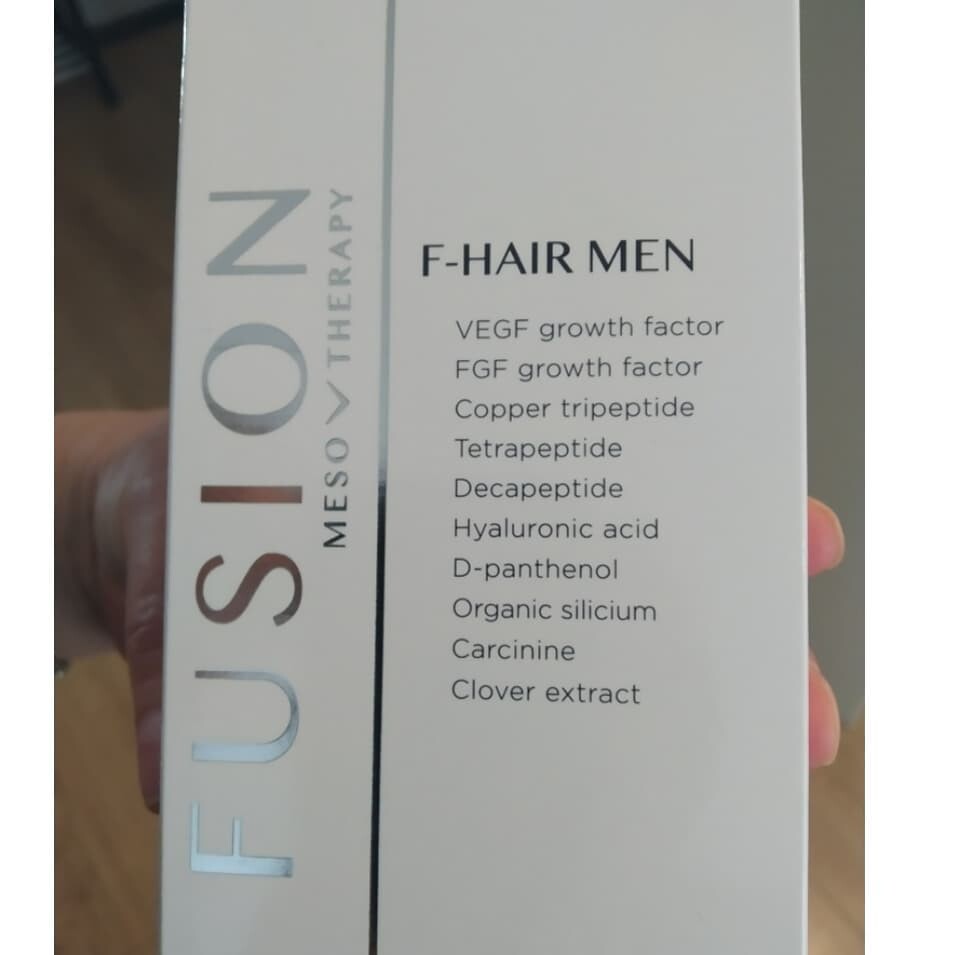 FUSION
MESO THERAPY
F-HAIR MEN
VEGF growth factor
FGF growth factor
Copper tripeptide
Tetrapeptide
Decapeptide
Hyaluronic acid
D-panthenol
Organic silicium
Carcinine
Clover extract